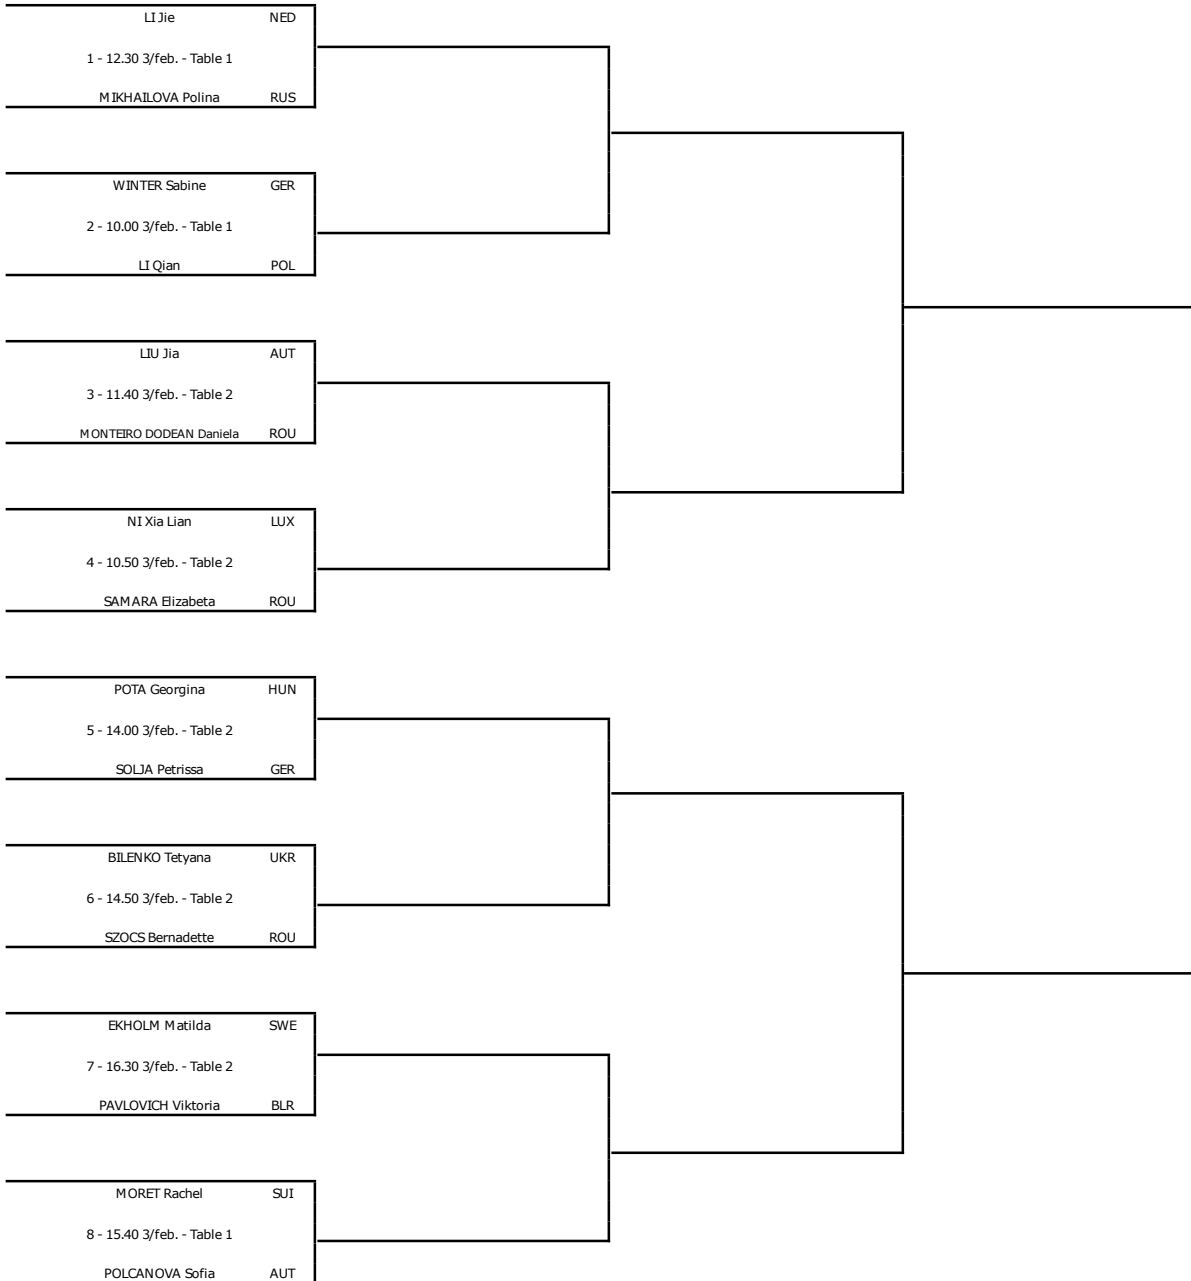 LI Jie NED
1 - 12.30 3/feb. - Table 1
MIKHAILOVA Polina RUS
WINTER Sabine GER
2 - 10.00 3/feb. - Table 1
LI Qian POL
LIU Jia AUT
3 - 11.40 3/feb. - Table 2
MONTEIRO DODEAN Daniela ROU
NI Xia Lian LUX
4 - 10.50 3/feb. - Table 2
SAMARA Elizabeta ROU
POTA Georgina HUN
5 - 14.00 3/feb. - Table 2
SOLJA Petrissa GER
BILENKO Tetyana UKR
6 - 14.50 3/feb. - Table 2
SZOCS Bernadette ROU
EKHOLM Matilda SWE
7 - 16.30 3/feb. - Table 2
PAVLOVICH Viktoria BLR
MORET Rachel SUI
8 - 15.40 3/feb. - Table 1
POLCANOVA Sofia AUT